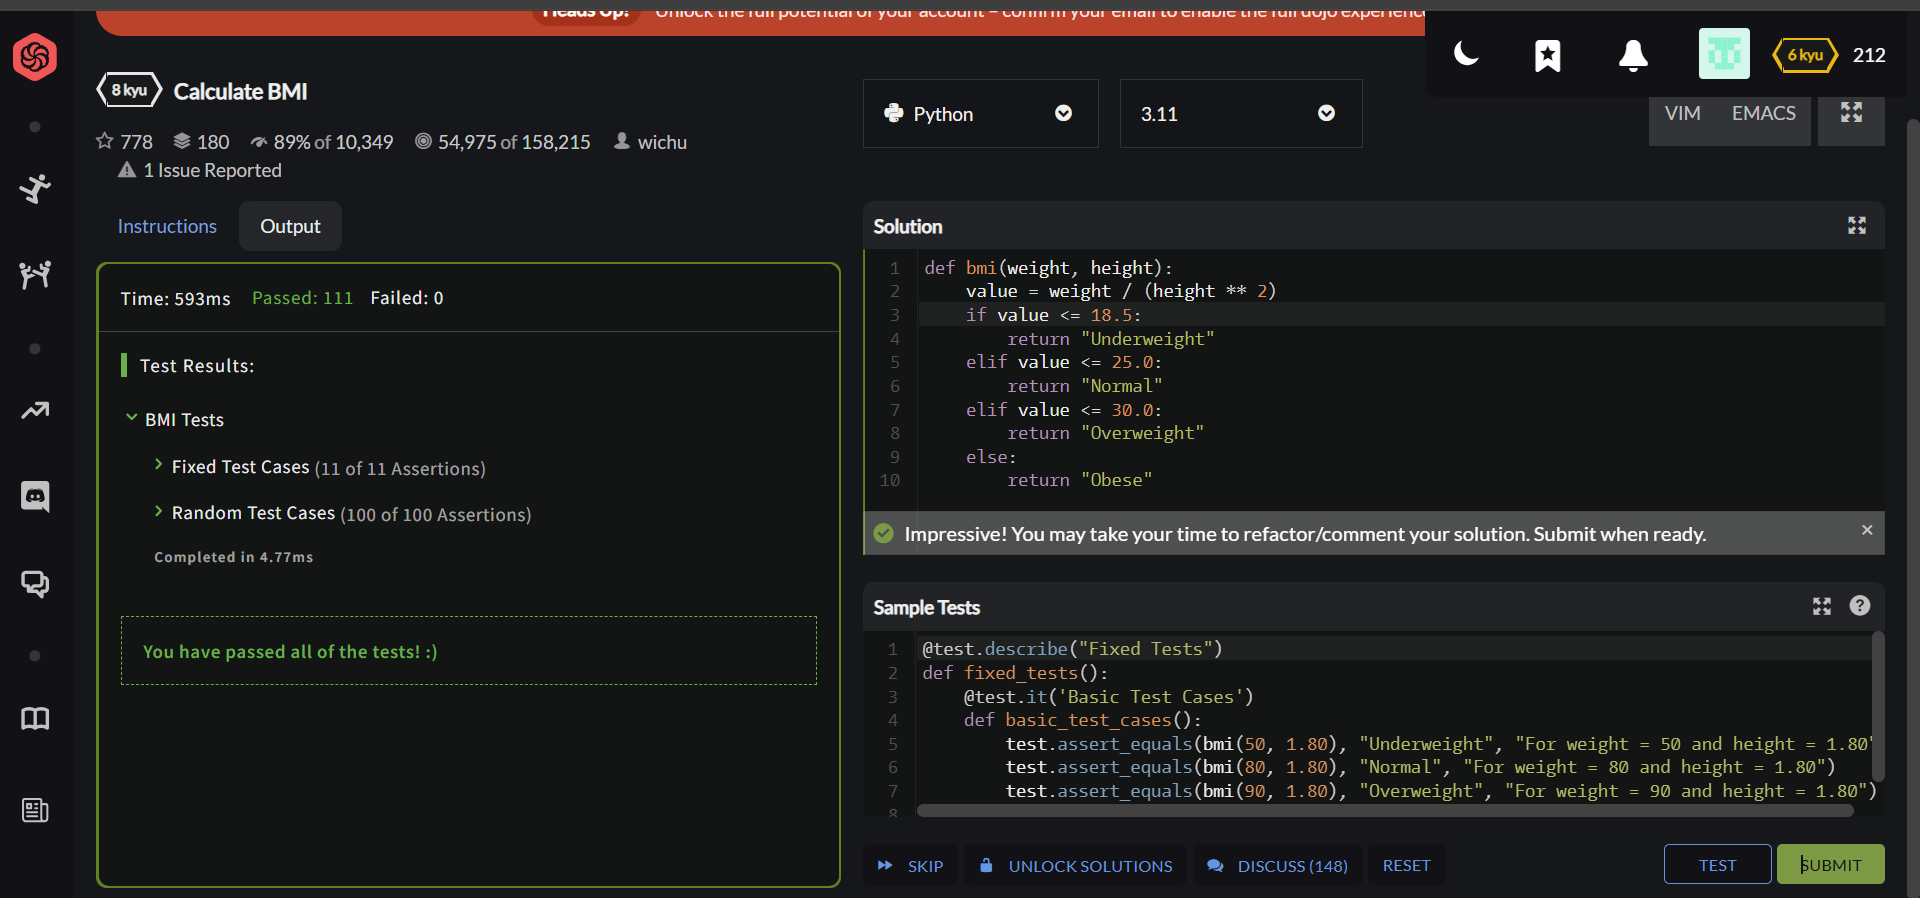 Heads Up! Unlock the full potential of your account – confirm your email to enable the full dojo experience
6 kyu 212
8 kyu Calculate BMI
778 180 89% of 10,349 54,975 of 158,215 wichu
1 Issue Reported
Python 3.11
VIM EMACS
Instructions Output
Time: 593ms Passed: 111 Failed: 0
Test Results:
BMI Tests
Fixed Test Cases (11 of 11 Assertions)
Random Test Cases (100 of 100 Assertions)
Completed in 4.77ms
You have passed all of the tests! :)
Solution
1 def bmi(weight, height):
2     value = weight / (height ** 2)
3     if value <= 18.5:
4         return "Underweight"
5     elif value <= 25.0:
6         return "Normal"
7     elif value <= 30.0:
8         return "Overweight"
9     else:
10         return "Obese"
Impressive! You may take your time to refactor/comment your solution. Submit when ready.
Sample Tests
1 @test.describe("Fixed Tests")
2 def fixed_tests():
3     @test.it('Basic Test Cases')
4     def basic_test_cases():
5         test.assert_equals(bmi(50, 1.80), "Underweight", "For weight = 50 and height = 1.80"
6         test.assert_equals(bmi(80, 1.80), "Normal", "For weight = 80 and height = 1.80")
7         test.assert_equals(bmi(90, 1.80), "Overweight", "For weight = 90 and height = 1.80")
8
SKIP UNLOCK SOLUTIONS DISCUSS (148) RESET TEST SUBMIT